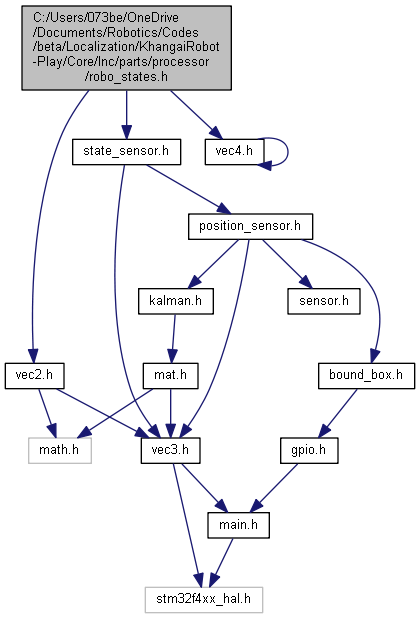 C:/Users/073be/OneDrive
/Documents/Robotics/Codes
/beta/Localization/KhangaiRobot
-Play/Core/Inc/parts/processor
/robo_states.h
state_sensor.h
vec4.h
position_sensor.h
kalman.h
sensor.h
vec2.h
mat.h
bound_box.h
math.h
vec3.h
gpio.h
main.h
stm32f4xx_hal.h